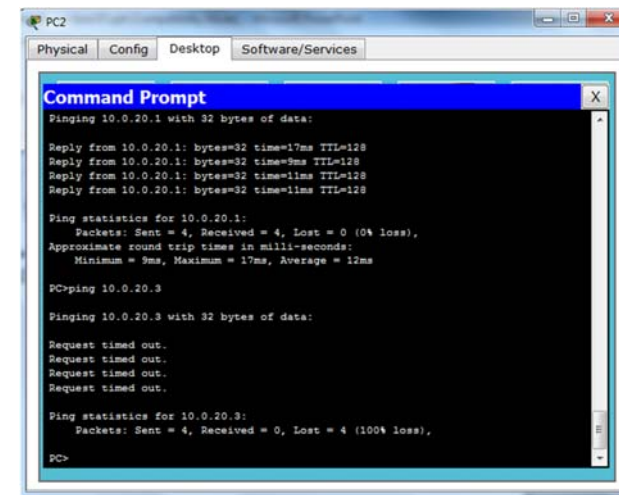 PC2
Physical Config Desktop Software/Services
Command Prompt X
Pinging 10.0.20.1 with 32 bytes of data:
Reply from 10.0.20.1: bytes=32 time=17ms TTL=128
Reply from 10.0.20.1: bytes=32 time=9ms TTL=128
Reply from 10.0.20.1: bytes=32 time=11ms TTL=128
Reply from 10.0.20.1: bytes=32 time=11ms TTL=128
Ping statistics for 10.0.20.1:
Packets: Sent = 4, Received = 4, Lost = 0 (0% loss),
Approximate round trip times in milli-seconds:
Minimum = 9ms, Maximum = 17ms, Average = 12ms
PC>ping 10.0.20.3
Pinging 10.0.20.3 with 32 bytes of data:
Request timed out.
Request timed out.
Request timed out.
Request timed out.
Ping statistics for 10.0.20.3:
Packets: Sent = 4, Received = 0, Lost = 4 (100% loss),
PC>